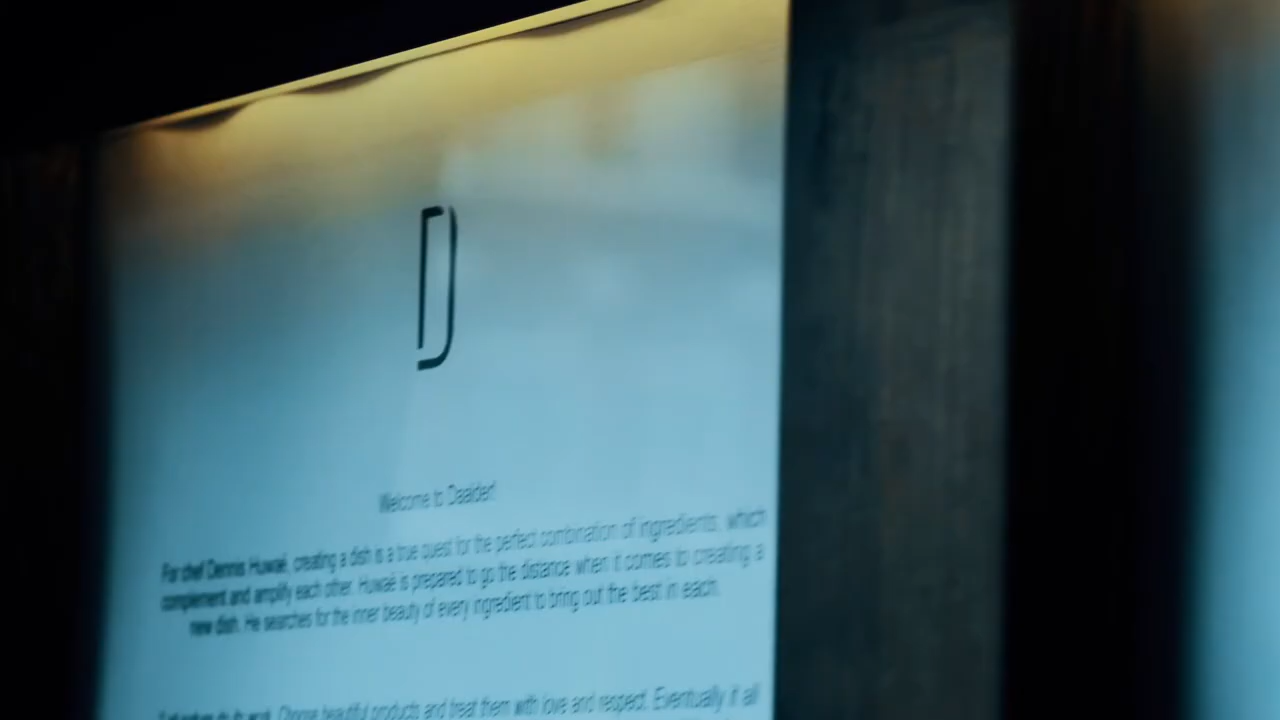 D
Welcome to Daalder!
For chef Dennis Huwaë, creating a dish is a true quest for the perfect combination of ingredients, which
complement and amplify each other. Huwaë is prepared to go the distance when it comes to creating a
new dish. He searches for the inner beauty of every ingredient to bring out the best in each.
work. Choose beautiful products and treat them with love and respect. Eventually it all